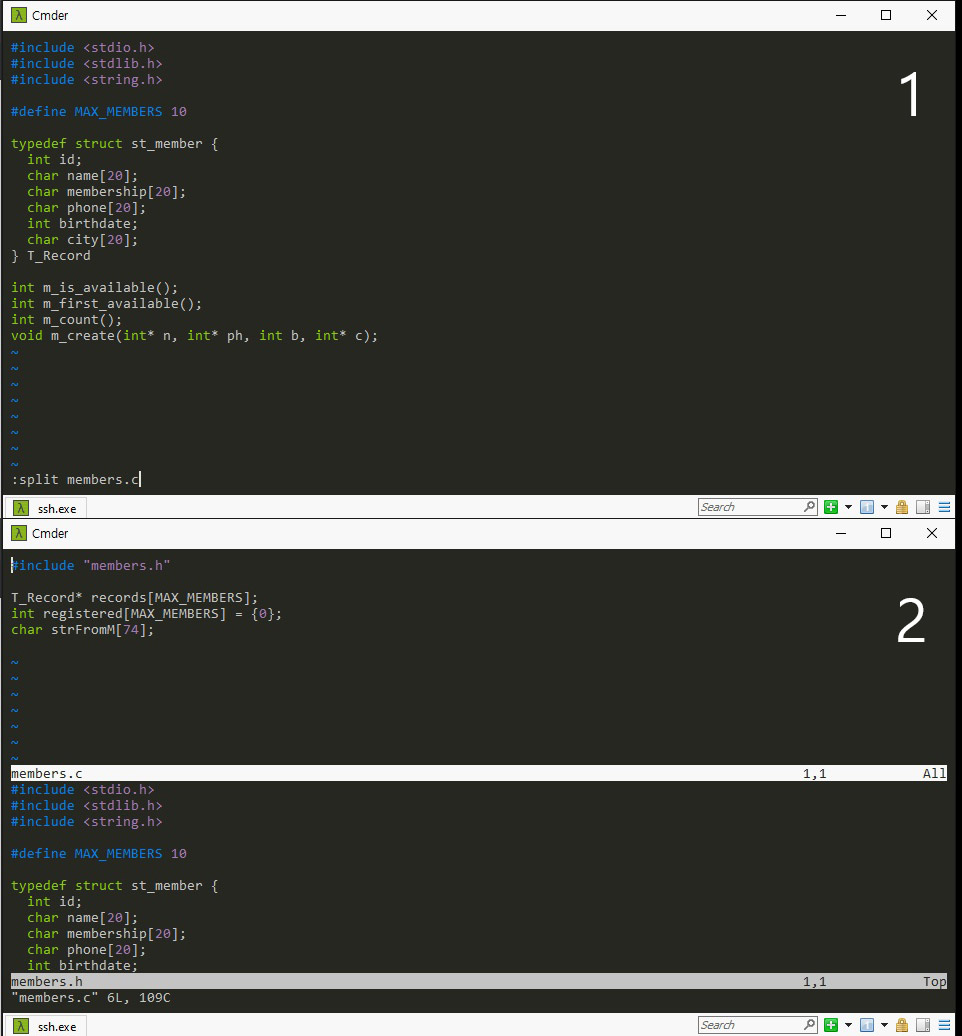 Cmder
#include <stdio.h>
#include <stdlib.h>
#include <string.h>
1
#define MAX_MEMBERS 10
typedef struct st_member {
int id;
char name[20];
char membership[20];
char phone[20];
int birthdate;
char city[20];
} T_Record
int m_is_available();
int m_first_available();
int m_count();
void m_create(int* n, int* ph, int b, int* c);
~
~
~
~
~
~
~
~
:split members.c
ssh.exe
Search
Cmder
#include "members.h"
T_Record* records[MAX_MEMBERS];
int registered[MAX_MEMBERS] = {0};
char strFromM[74];
2
~
~
~
~
~
~
~
members.c 1,1 All
#include <stdio.h>
#include <stdlib.h>
#include <string.h>
#define MAX_MEMBERS 10
typedef struct st_member {
int id;
char name[20];
char membership[20];
char phone[20];
int birthdate;
members.h 1,1 Top
"members.c" 6L, 109C
ssh.exe
Search